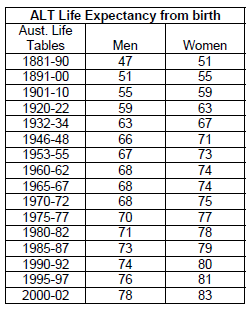 ALT Life Expectancy from birth
Aust. Life Tables Men Women
1881-90 47 51
1891-00 51 55
1901-10 55 59
1920-22 59 63
1932-34 63 67
1946-48 66 71
1953-55 67 73
1960-62 68 74
1965-67 68 74
1970-72 68 75
1975-77 70 77
1980-82 71 78
1985-87 73 79
1990-92 74 80
1995-97 76 81
2000-02 78 83